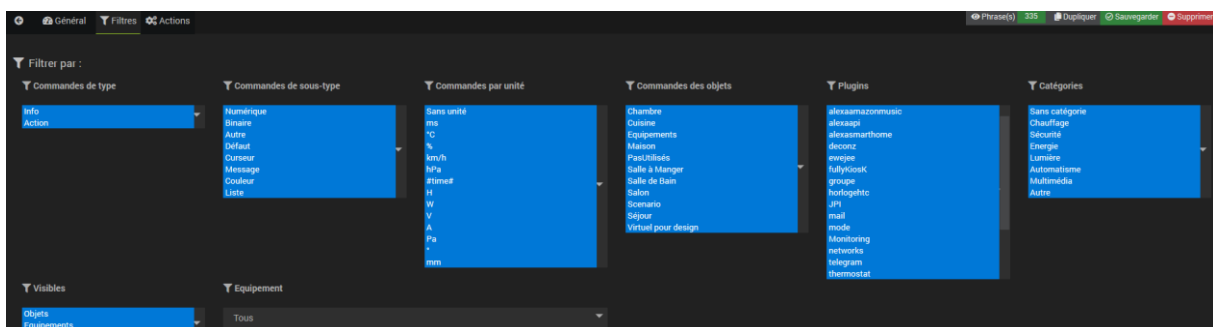 Général Filtres Actions Phrase(s) 335 Dupliquer Sauvegarder Supprimer
Filtrer par :
Commandes de type
Info
Action
Commandes de sous-type
Numérique
Binaire
Autre
Défaut
Curseur
Message
Couleur
Liste
Commandes par unité
Sans unité
ms
°C
%
km/h
hPa
#time#
H
W
V
A
Pa
°
mm
Commandes des objets
Chambre
Cuisine
Equipements
Maison
PasUtilisés
Salle à Manger
Salle de Bain
Salon
Scenario
Séjour
Virtuel pour design
Plugins
alexaamazonmusic
alexaapi
alexasmarthome
deconz
ewejee
fullyKiosK
groupe
horlogehtc
JPI
mail
mode
Monitoring
networks
telegram
thermostat
Catégories
Sans catégorie
Chauffage
Sécurité
Energie
Lumière
Automatisme
Multimédia
Autre
Visibles
Objets
Equipements
Equipement
Tous